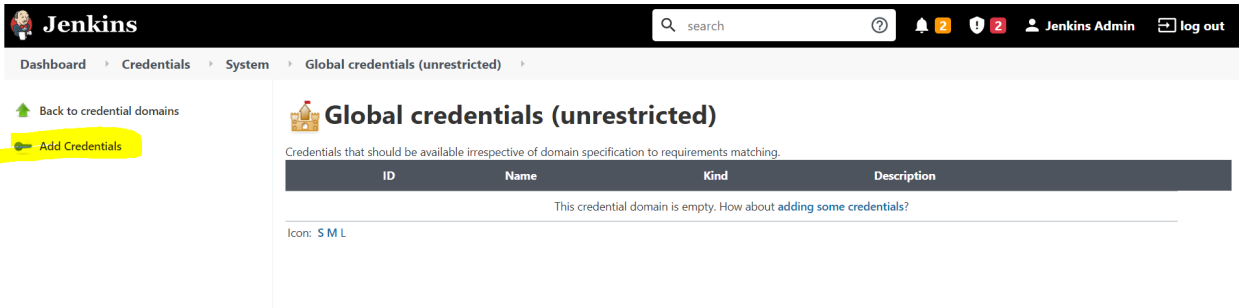 Jenkins
search
2
2
Jenkins Admin
log out
Dashboard
Credentials
System
Global credentials (unrestricted)
Back to credential domains
Add Credentials
Global credentials (unrestricted)
Credentials that should be available irrespective of domain specification to requirements matching.
ID Name Kind Description
This credential domain is empty. How about adding some credentials?
Icon: S M L